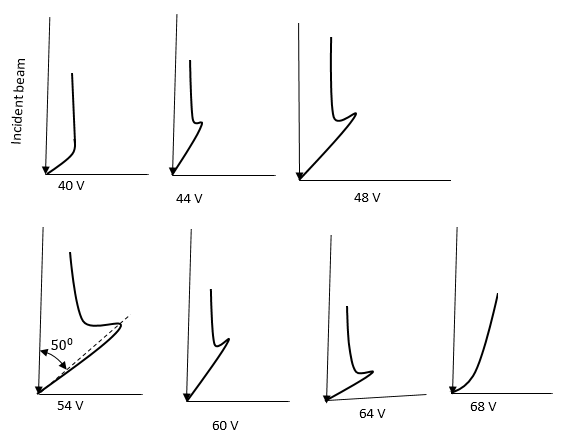 Incident beam
40 V
44 V
48 V
50⁰
54 V
60 V
64 V
68 V